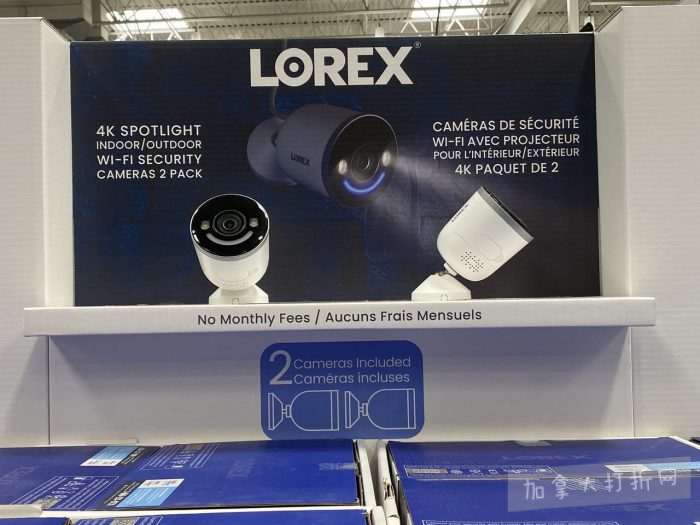 LOREX®
4K SPOTLIGHT
INDOOR/OUTDOOR
WI-FI SECURITY
CAMERAS 2 PACK
CAMÉRAS DE SÉCURITÉ
WI-FI AVEC PROJECTEUR
POUR L'INTÉRIEUR/EXTÉRIEUR
4K PAQUET DE 2
LOREX
No Monthly Fees / Aucuns Frais Mensuels
2 Cameras Included
Caméras incluses
加拿大打折网